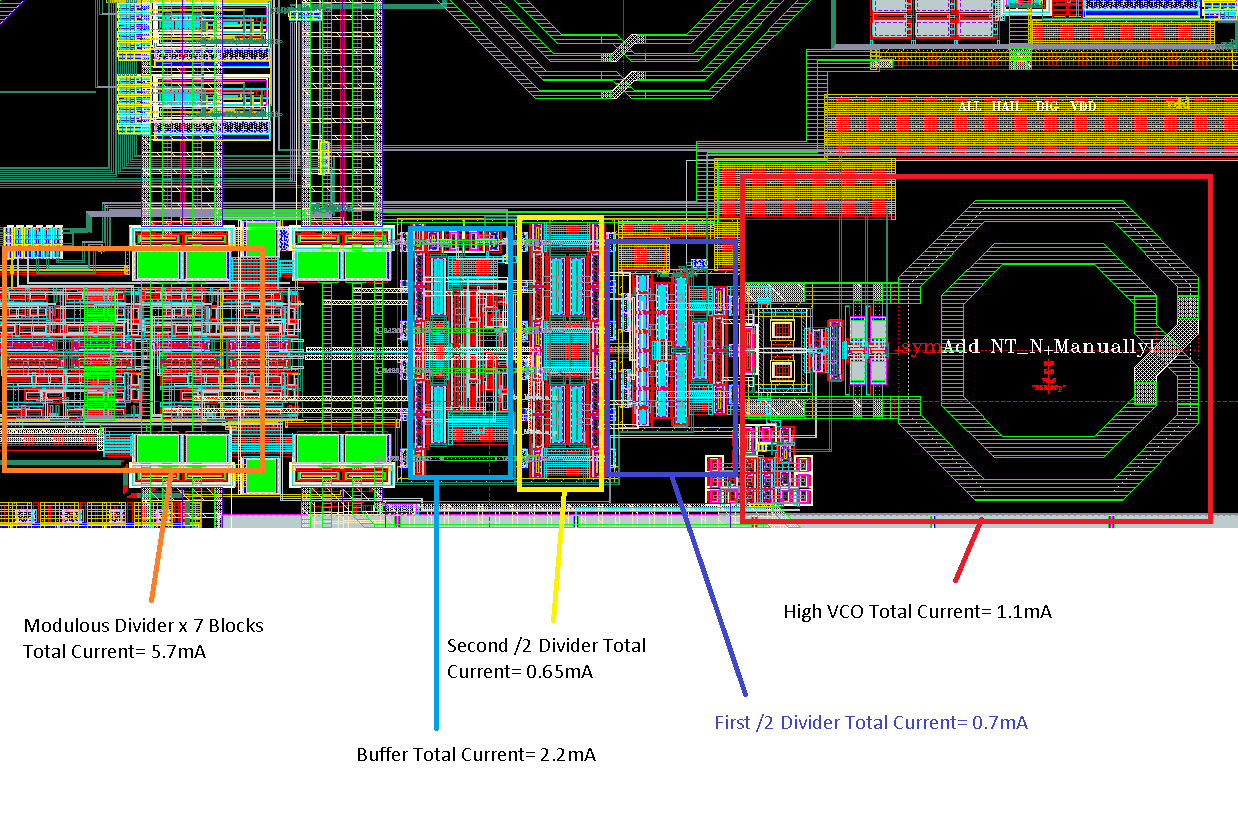 ALL HAIL BIG VDD
vdd
Add NT_N Manually!
Modulous Divider x 7 Blocks
Total Current= 5.7mA
Second /2 Divider Total
Current= 0.65mA
High VCO Total Current= 1.1mA
First /2 Divider Total Current= 0.7mA
Buffer Total Current= 2.2mA